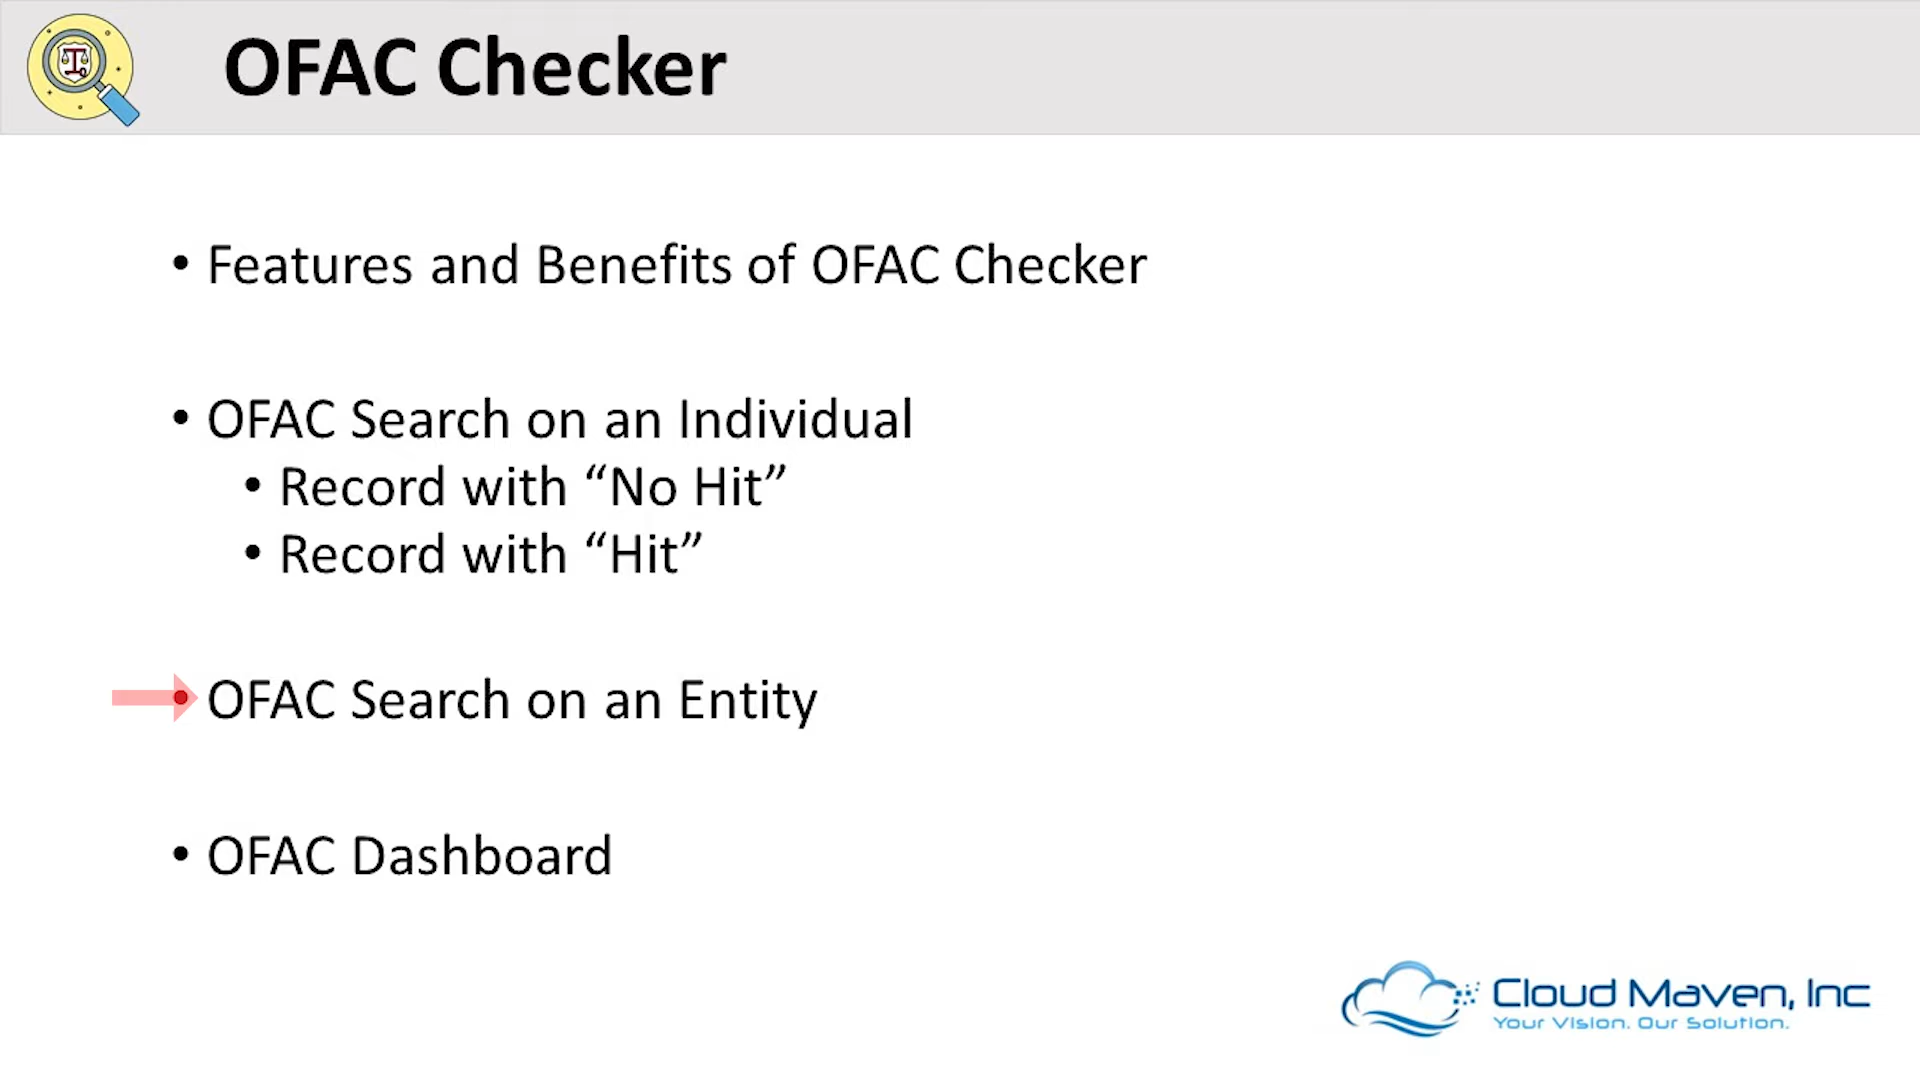 OFAC Checker
• Features and Benefits of OFAC Checker
• OFAC Search on an Individual
• Record with “No Hit”
• Record with “Hit”
• OFAC Search on an Entity
• OFAC Dashboard
Cloud Maven, Inc
Your Vision. Our Solution.